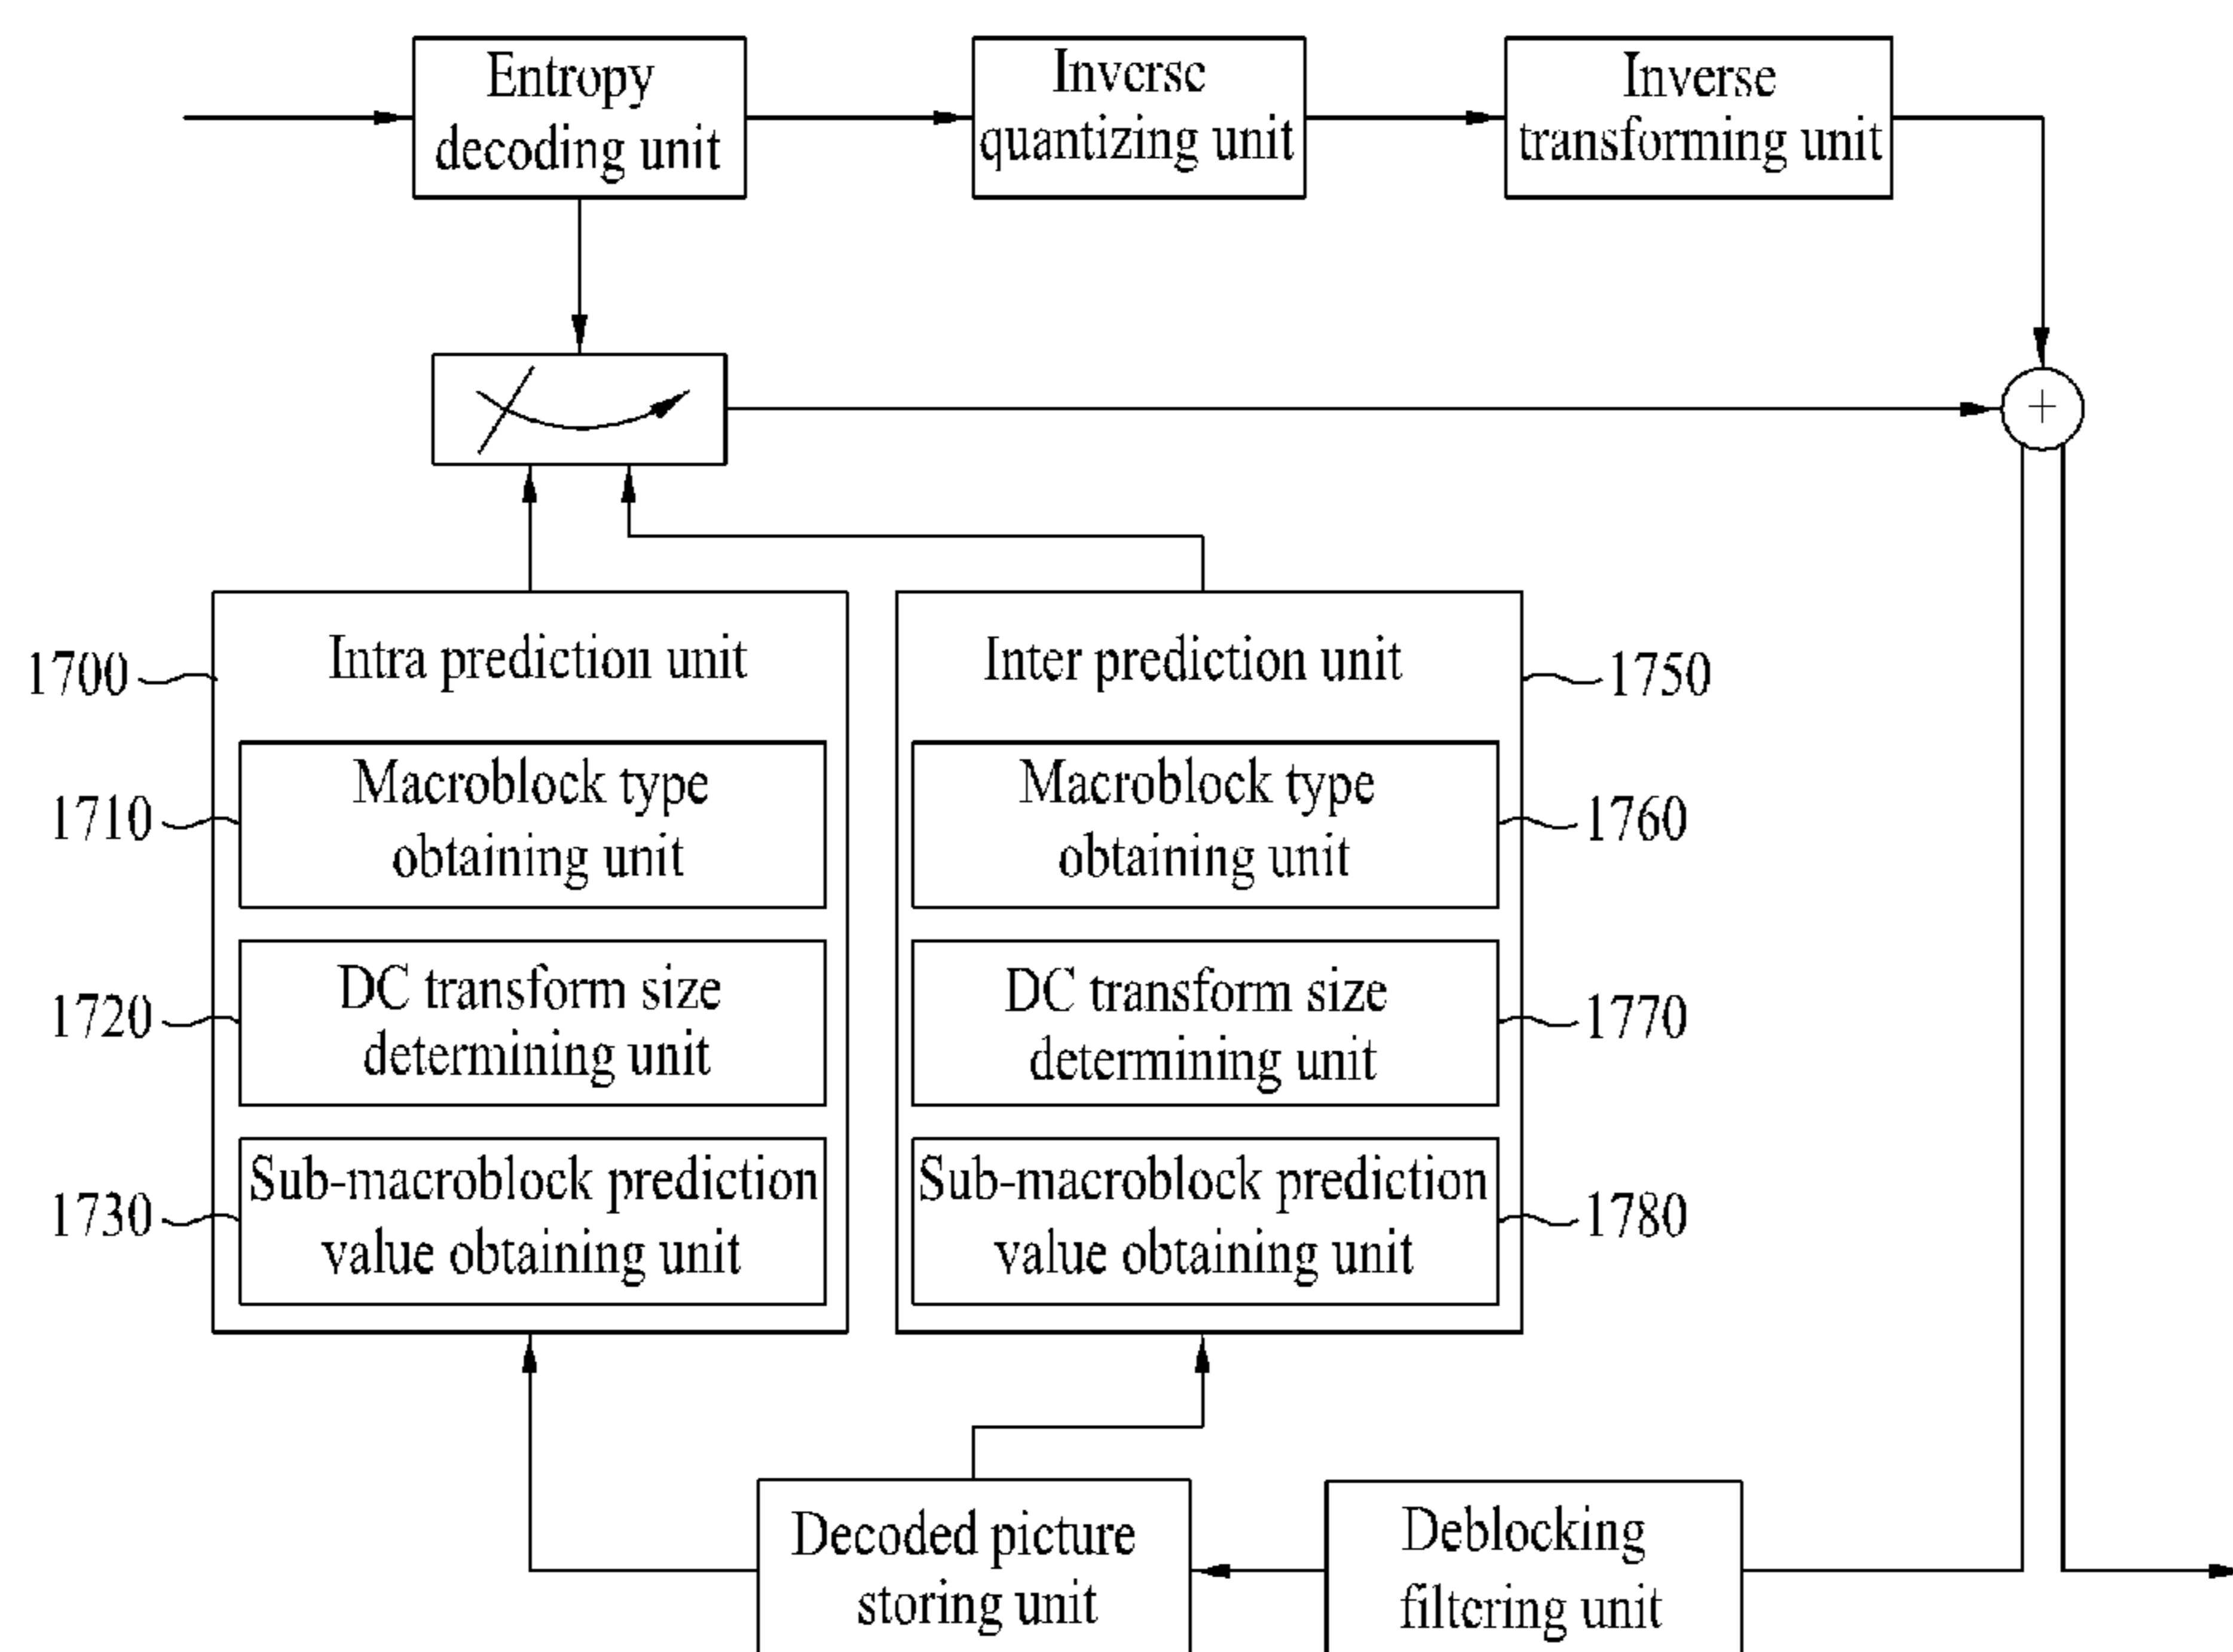 Entropy
decoding unit
Inverse
quantizing unit
Inverse
transforming unit
+
1700
Intra prediction unit
Macroblock type
obtaining unit
1710
DC transform size
determining unit
1720
Sub-macroblock prediction
value obtaining unit
1730
Inter prediction unit
1750
Macroblock type
obtaining unit
1760
DC transform size
determining unit
1770
Sub-macroblock prediction
value obtaining unit
1780
Decoded picture
storing unit
Deblocking
filtering unit